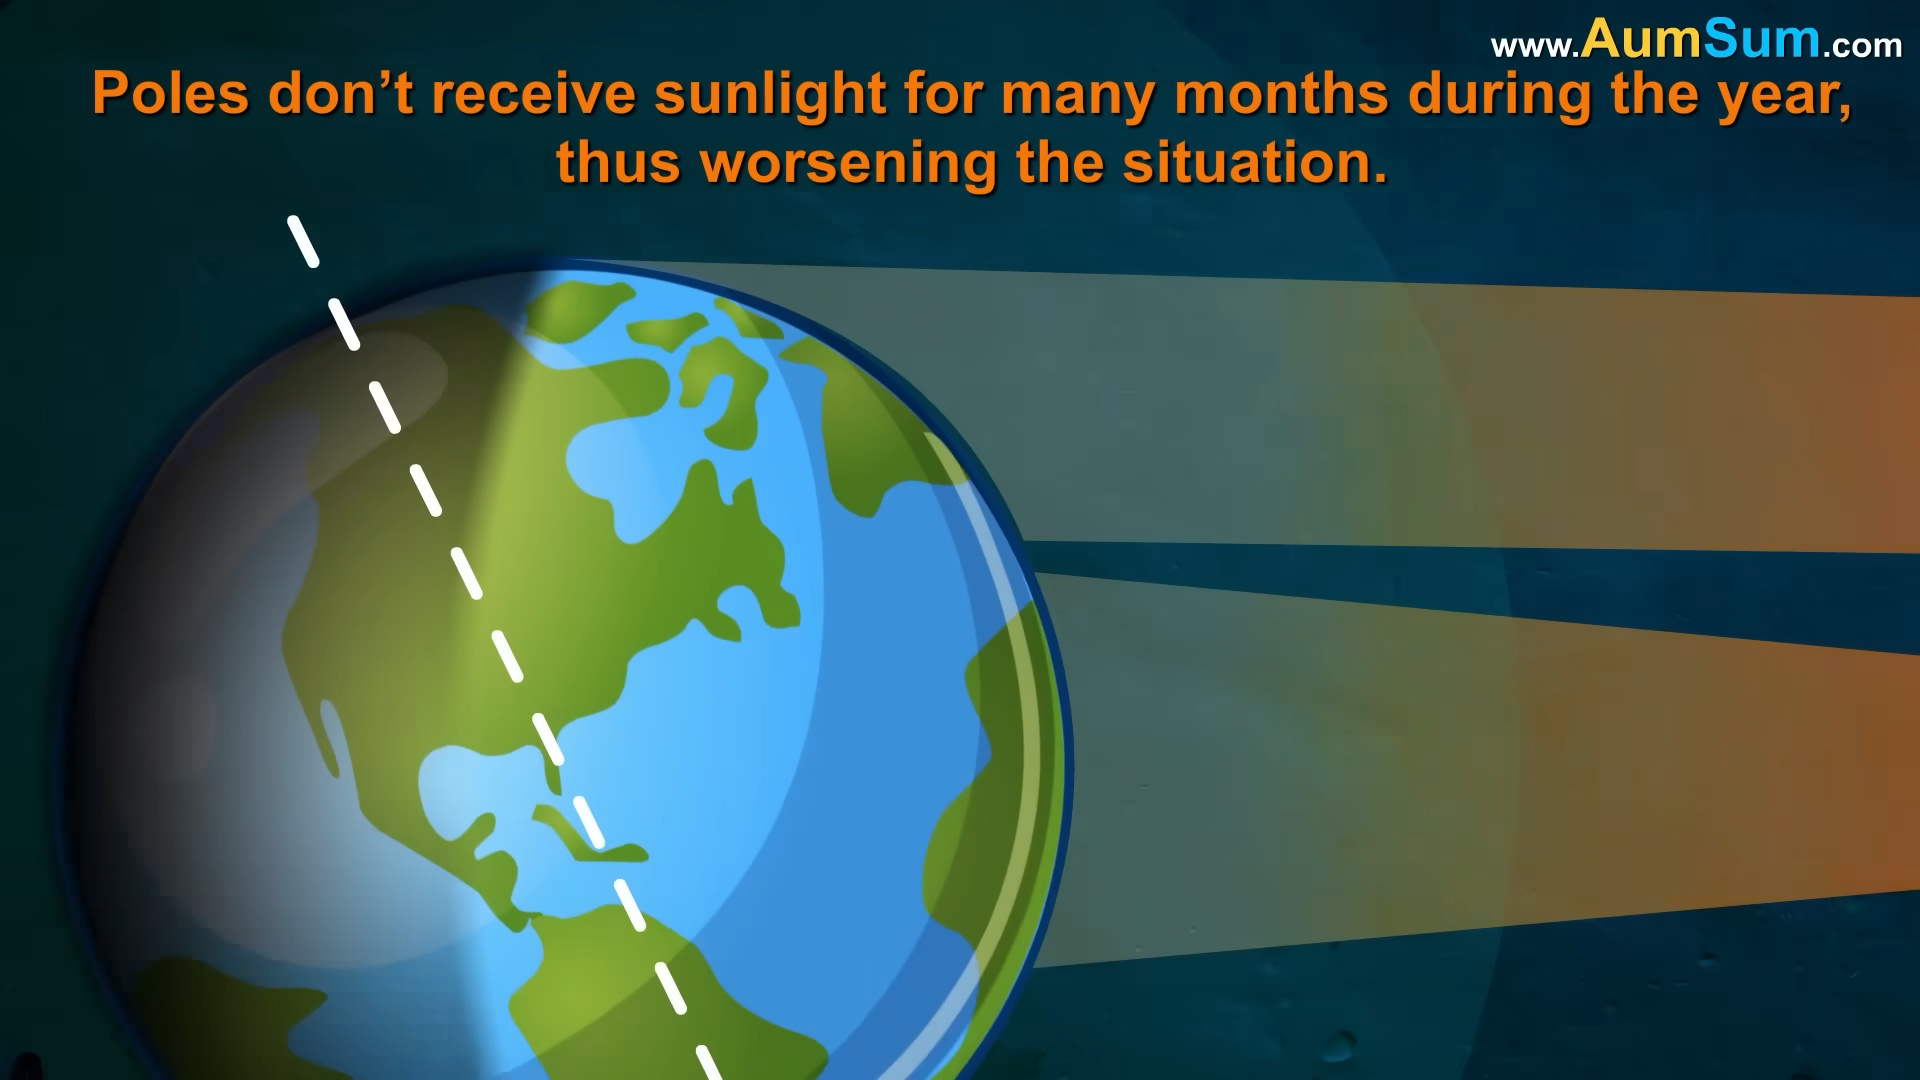 www.AumSum.com
Poles don’t receive sunlight for many months during the year,
thus worsening the situation.